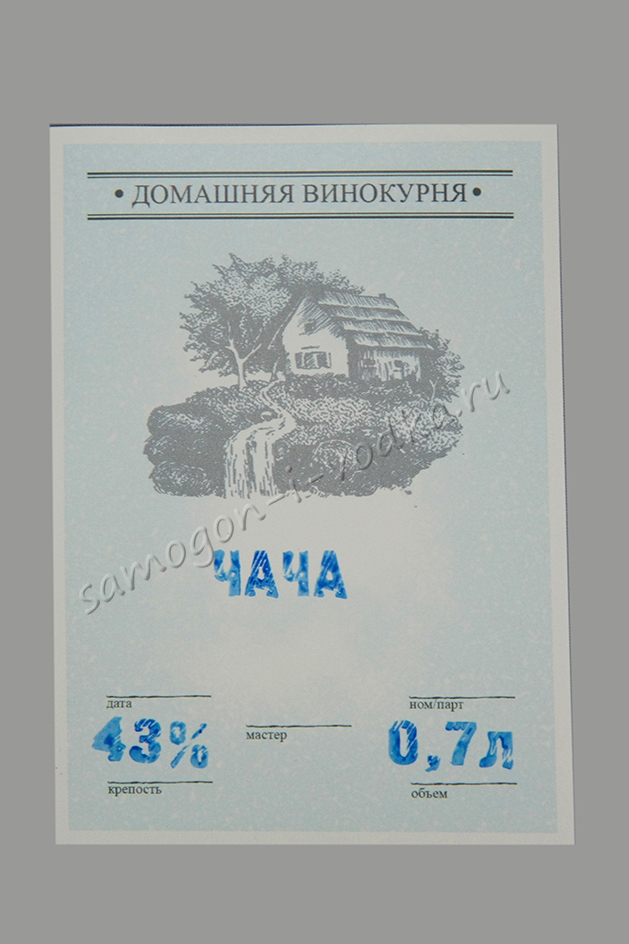 • ДОМАШНЯЯ ВИНОКУРНЯ •
samogon-i-vodka.ru
ЧАЧА
дата
ном/парт
43%
мастер
0,7л
крепость
объем